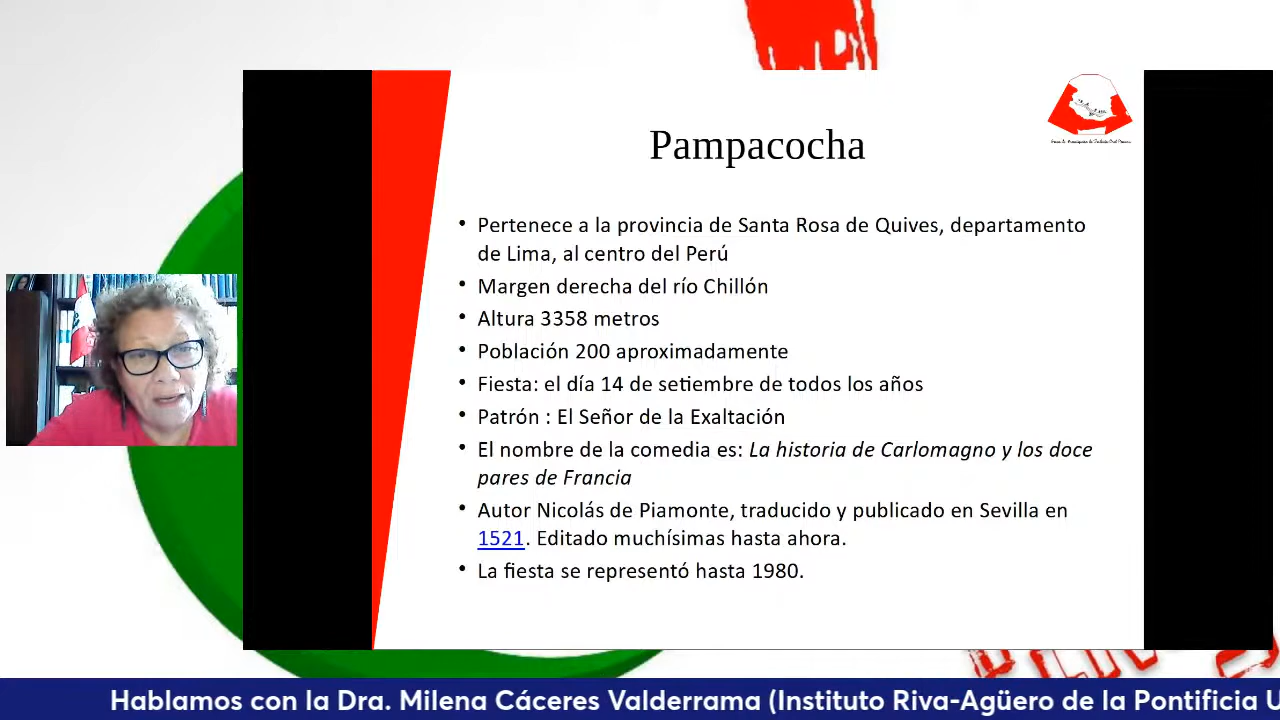 Pampacocha
• Pertenece a la provincia de Santa Rosa de Quives, departamento
de Lima, al centro del Perú
• Margen derecha del río Chillón
• Altura 3358 metros
• Población 200 aproximadamente
• Fiesta: el día 14 de setiembre de todos los años
• Patrón : El Señor de la Exaltación
• El nombre de la comedia es: La historia de Carlomagno y los doce
pares de Francia
• Autor Nicolás de Piamonte, traducido y publicado en Sevilla en
1521. Editado muchísimas hasta ahora.
• La fiesta se representó hasta 1980.
Hablamos con la Dra. Milena Cáceres Valderrama (Instituto Riva-Agüero de la Pontificia U